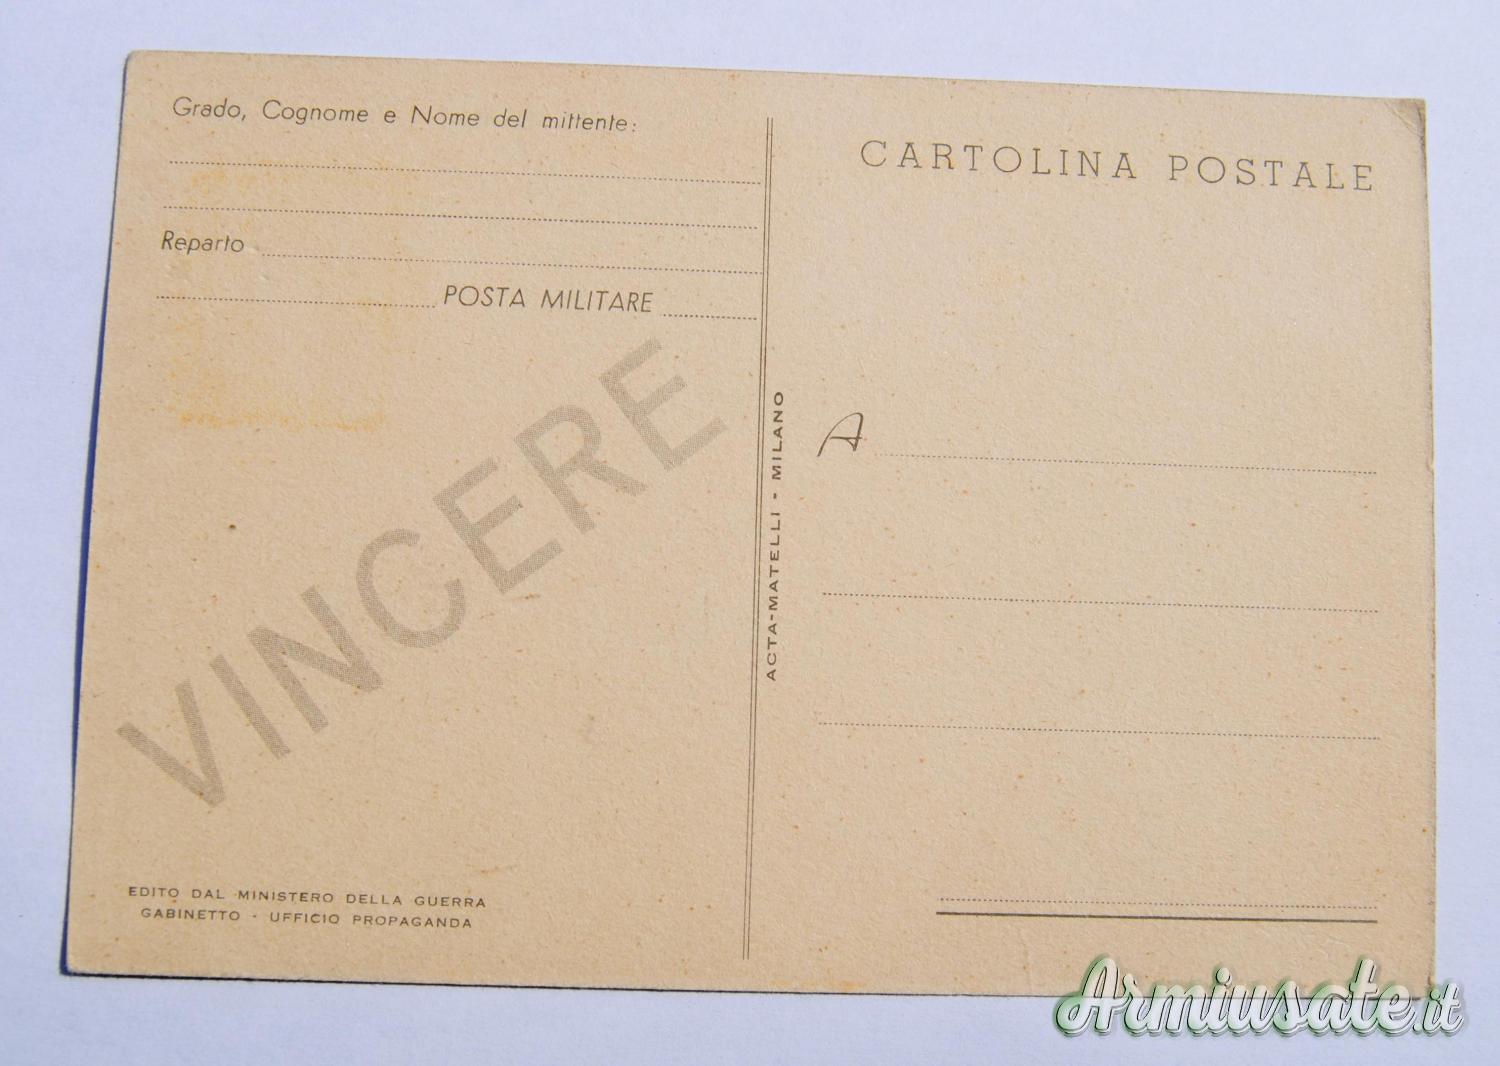 Grado, Cognome e Nome del mittente:
Reparto
POSTA MILITARE
VINCERE
EDITO DAL MINISTERO DELLA GUERRA
GABINETTO - UFFICIO PROPAGANDA
ACTA-MATELLI - MILANO
CARTOLINA POSTALE
A
Armiusate.it